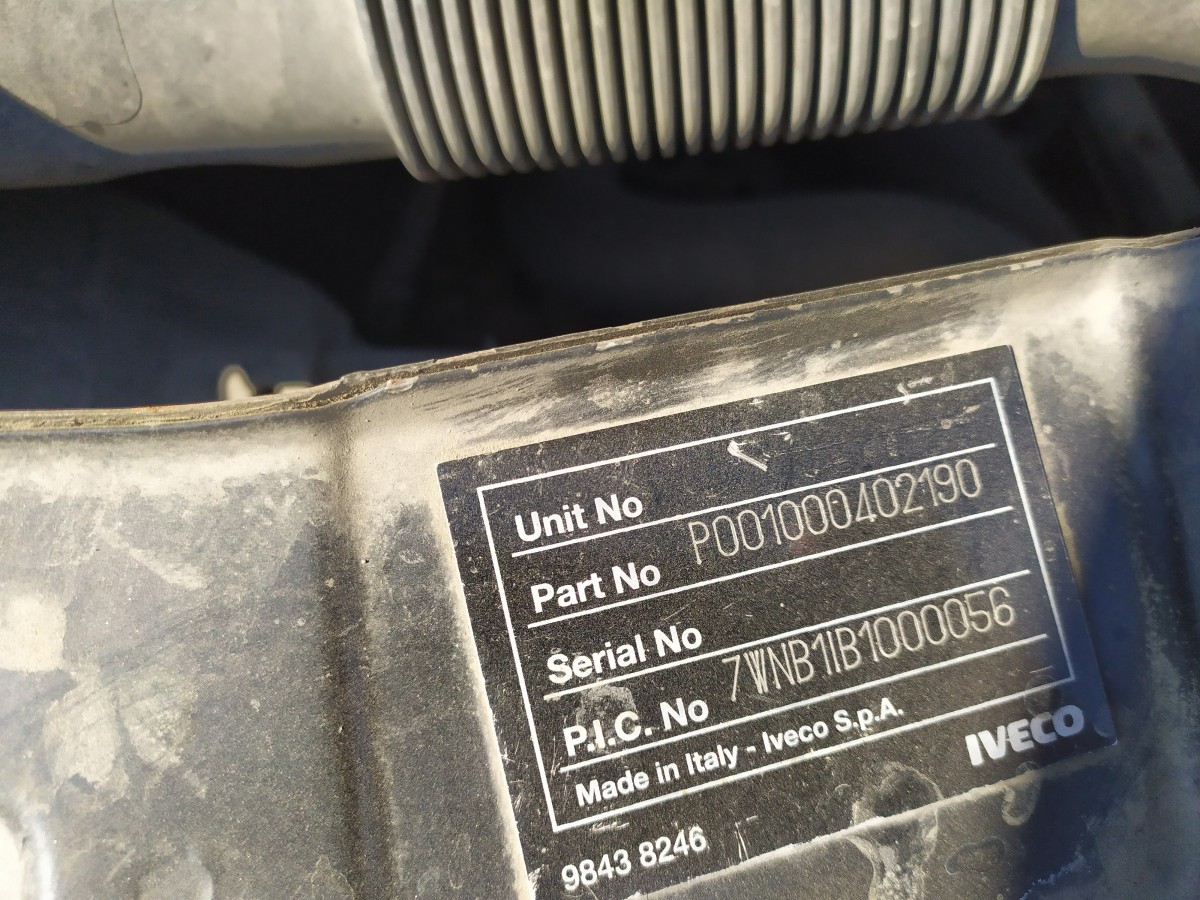 Unit No
Part No P001000402190
Serial No
P.I.C. No 7WNB1IB1000056
Made in Italy - Iveco S.p.A.
IVECO
9843 8246